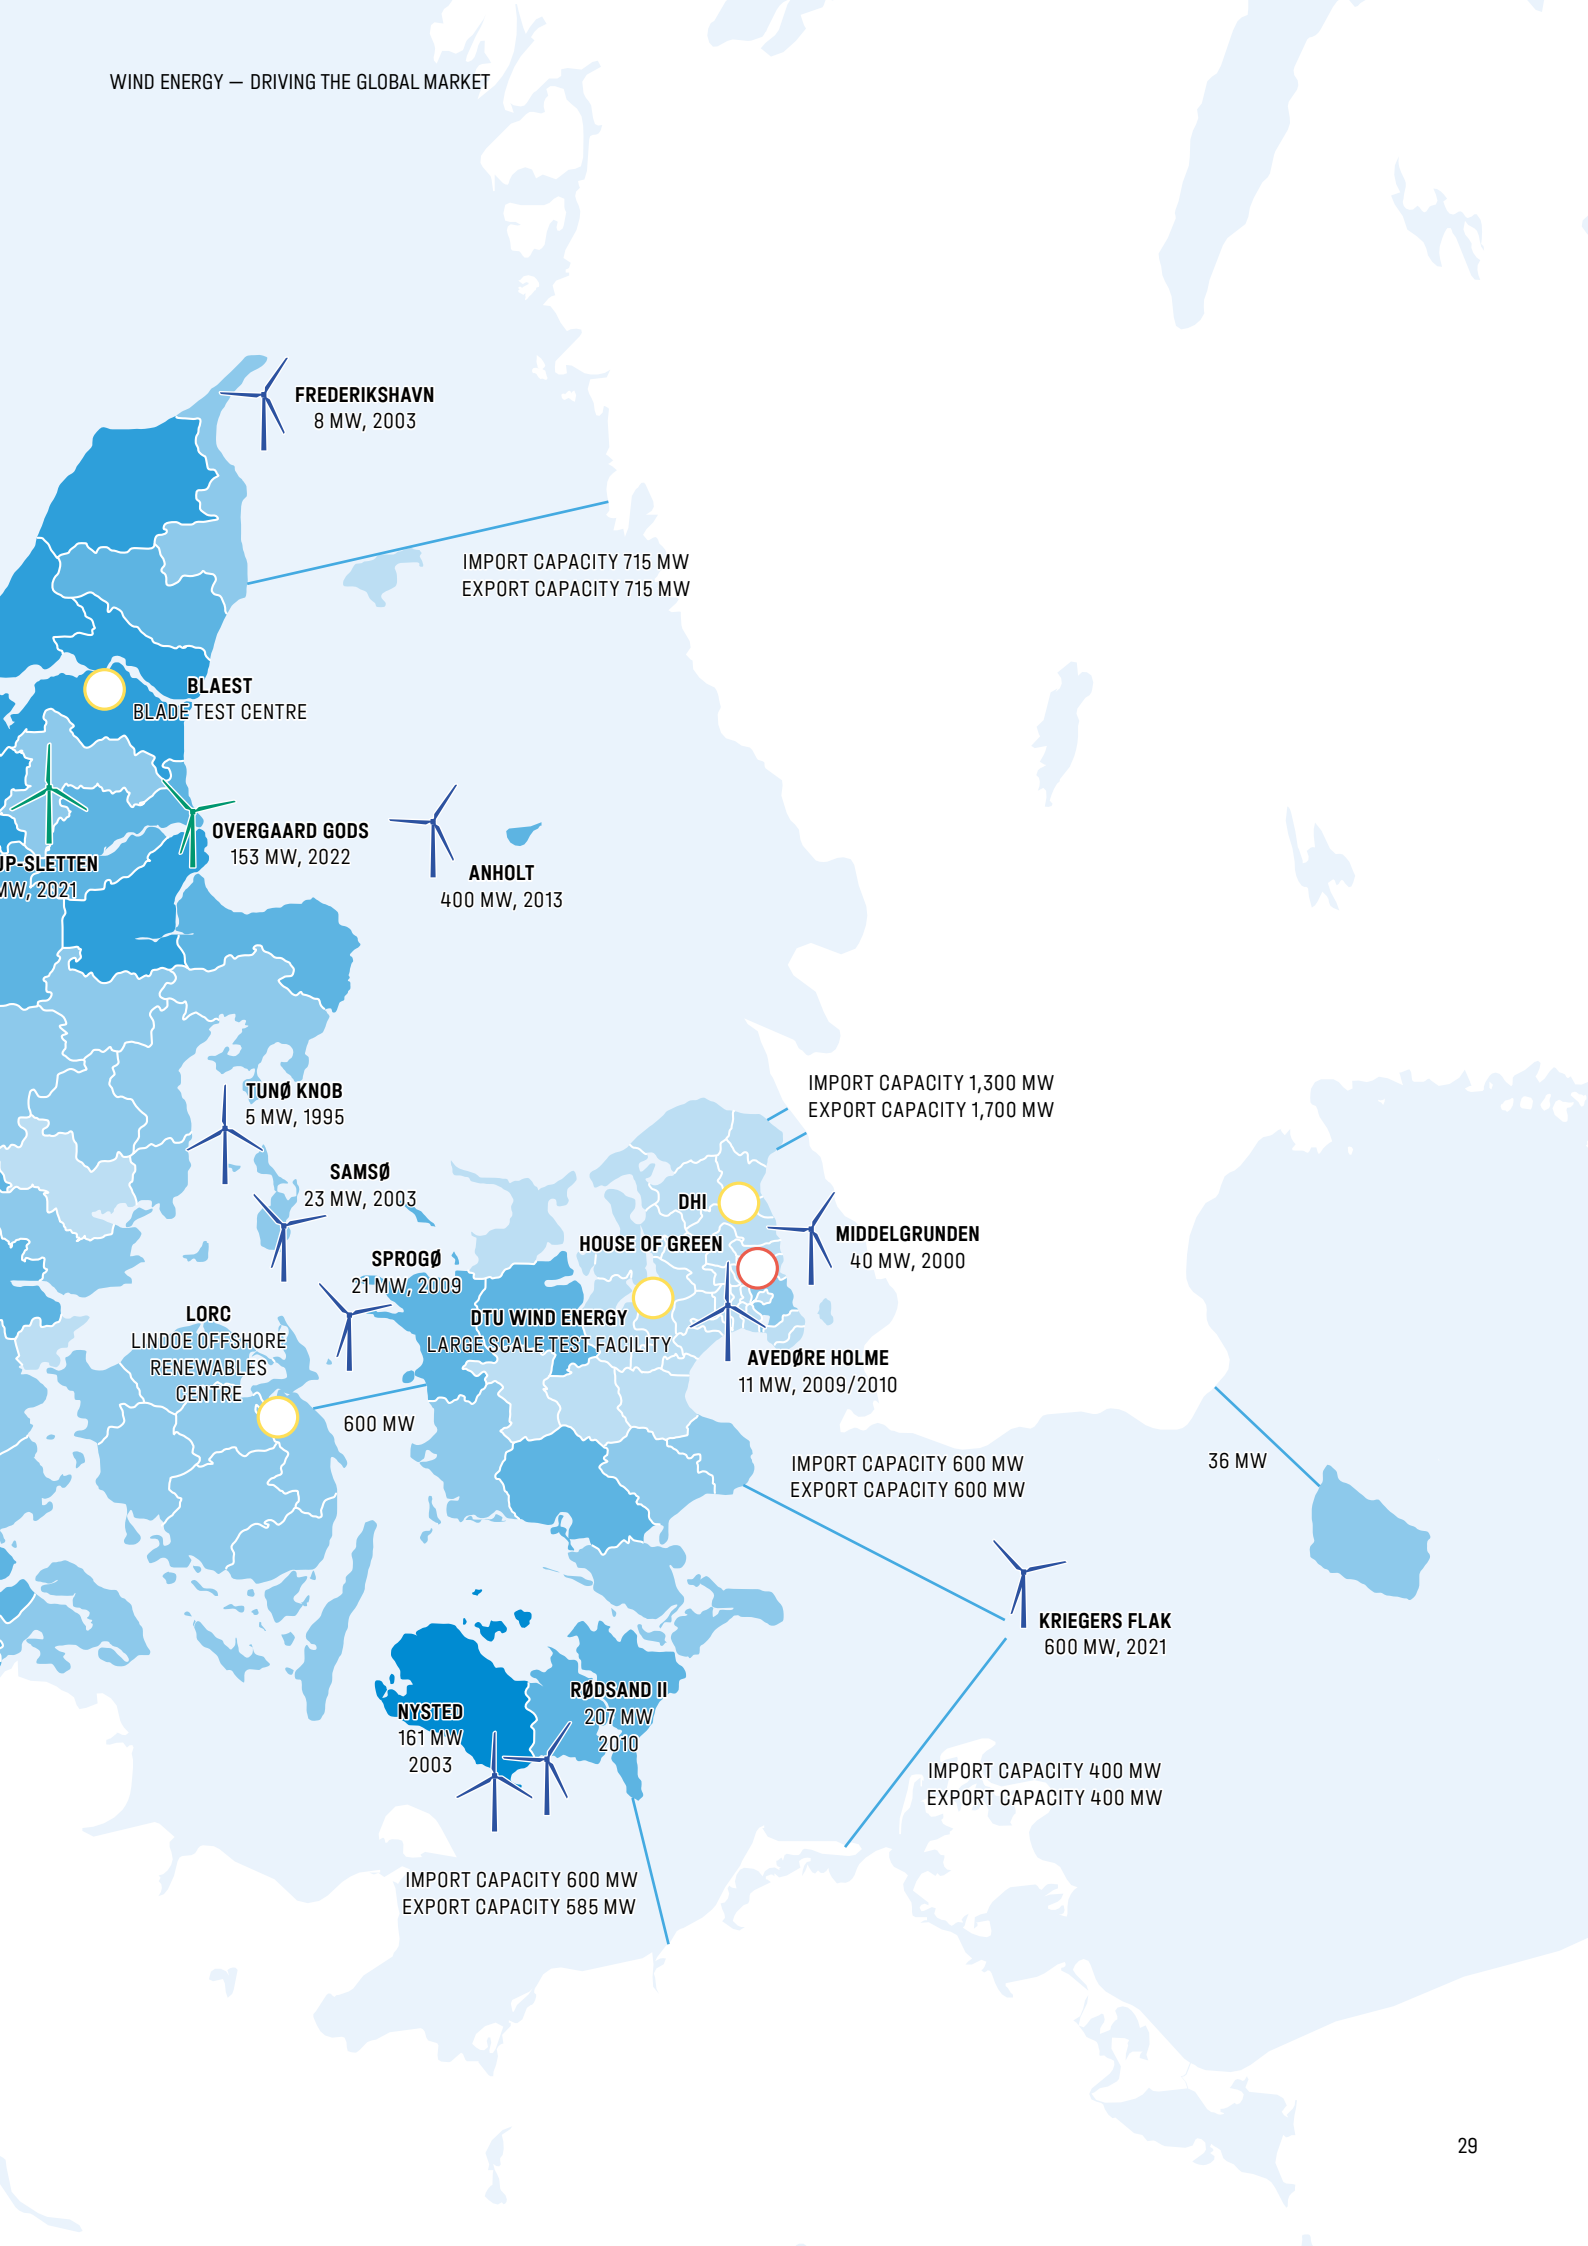 WIND ENERGY — DRIVING THE GLOBAL MARKET
FREDERIKSHAVN
8 MW, 2003
IMPORT CAPACITY 715 MW
EXPORT CAPACITY 715 MW
BLAEST
BLADE TEST CENTRE
OVERGAARD GODS
153 MW, 2022
UP-SLETTEN
MW, 2021
ANHOLT
400 MW, 2013
TUNØ KNOB
5 MW, 1995
IMPORT CAPACITY 1,300 MW
EXPORT CAPACITY 1,700 MW
SAMSØ
23 MW, 2003
DHI
MIDDELGRUNDEN
40 MW, 2000
HOUSE OF GREEN
SPROGØ
21 MW, 2009
LORC
LINDOE OFFSHORE
RENEWABLES
CENTRE
DTU WIND ENERGY
LARGE SCALE TEST FACILITY
AVEDØRE HOLME
11 MW, 2009/2010
600 MW
IMPORT CAPACITY 600 MW
EXPORT CAPACITY 600 MW
36 MW
KRIEGERS FLAK
600 MW, 2021
NYSTED
161 MW
2003
RØDSAND II
207 MW
2010
IMPORT CAPACITY 400 MW
EXPORT CAPACITY 400 MW
IMPORT CAPACITY 600 MW
EXPORT CAPACITY 585 MW
29